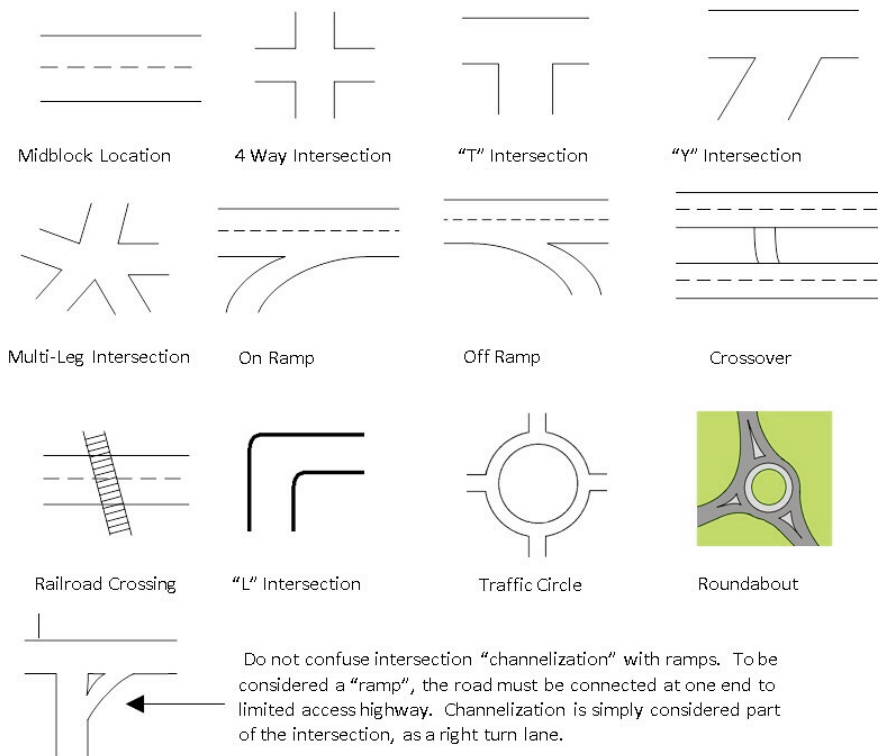 Midblock Location
4 Way Intersection
“T” Intersection
“Y” Intersection
Multi-Leg Intersection
On Ramp
Off Ramp
Crossover
Railroad Crossing
“L” Intersection
Traffic Circle
Roundabout
Do not confuse intersection “channelization” with ramps. To be
considered a “ramp”, the road must be connected at one end to
limited access highway. Channelization is simply considered part
of the intersection, as a right turn lane.